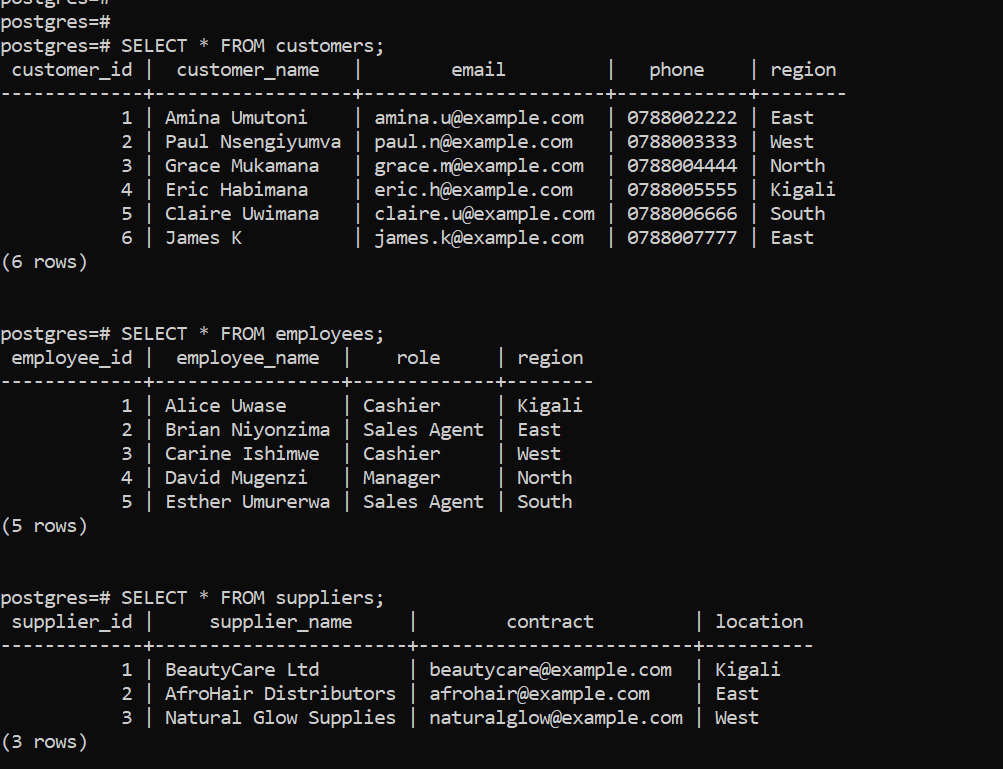 postgres=#
postgres=#
postgres=# SELECT * FROM customers;
 customer_id |  customer_name   |        email         |   phone    | region
-------------+------------------+----------------------+------------+--------
           1 | Amina Umutoni    | amina.u@example.com  | 0788002222 | East
           2 | Paul Nsengiyumva | paul.n@example.com   | 0788003333 | West
           3 | Grace Mukamana   | grace.m@example.com  | 0788004444 | North
           4 | Eric Habimana    | eric.h@example.com   | 0788005555 | Kigali
           5 | Claire Uwimana   | claire.u@example.com | 0788006666 | South
           6 | James K          | james.k@example.com  | 0788007777 | East
(6 rows)
postgres=# SELECT * FROM employees;
 employee_id |  employee_name  |    role     | region
-------------+-----------------+-------------+--------
           1 | Alice Uwase     | Cashier     | Kigali
           2 | Brian Niyonzima | Sales Agent | East
           3 | Carine Ishimwe  | Cashier     | West
           4 | David Mugenzi   | Manager     | North
           5 | Esther Umurerwa | Sales Agent | South
(5 rows)
postgres=# SELECT * FROM suppliers;
 supplier_id |     supplier_name     |        contract         | location
-------------+-----------------------+-------------------------+----------
           1 | BeautyCare Ltd        | beautycare@example.com  | Kigali
           2 | AfroHair Distributors | afrohair@example.com    | East
           3 | Natural Glow Supplies | naturalglow@example.com | West
(3 rows)